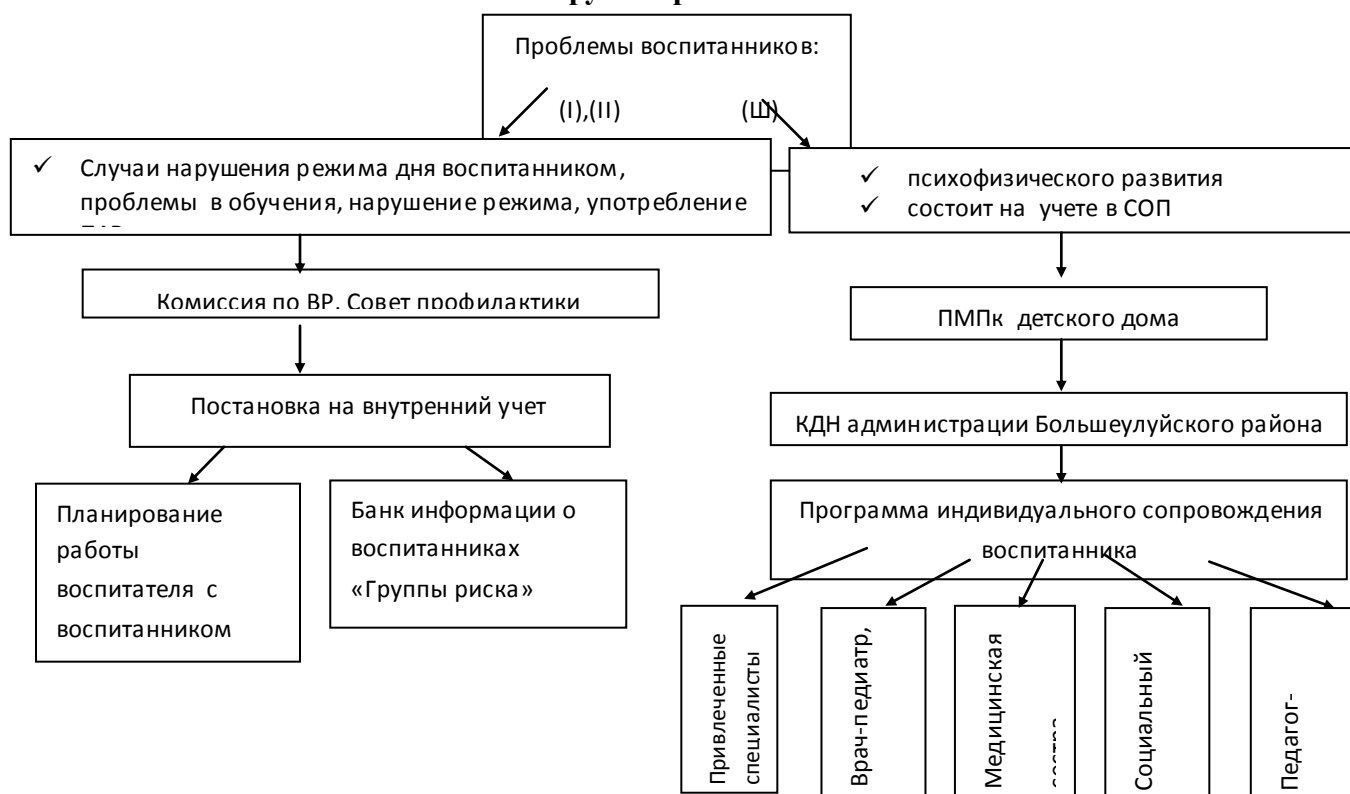 Проблемы воспитанников:
(I),(II) (Ш)
✓ Случаи нарушения режима дня воспитанником,
проблемы в обучения, нарушение режима, употребление
✓ психофизического развития
✓ состоит на учете в СОП
Комиссия по ВР. Совет профилактики
ПМПк детского дома
Постановка на внутренний учет
КДН администрации Большеулуйского района
Планирование
работы
воспитателя с
воспитанником
Банк информации о
воспитанниках
«Группы риска»
Программа индивидуального сопровождения
воспитанника
Привлеченные
специалисты
Врач-педиатр,
Медицинская
сестра
Социальный
Педагог-